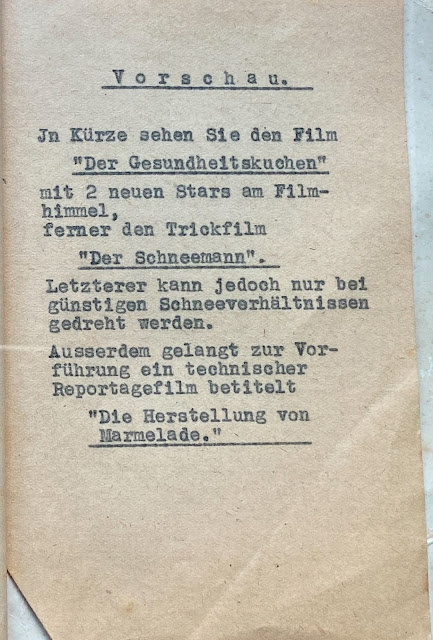 Vorschau.
Jn Kürze sehen Sie den Film
"Der Gesundheitskuchen"
mit 2 neuen Stars am Film-
himmel,
ferner den Trickfilm
"Der Schneemann".
Letzterer kann jedoch nur bei
günstigen Schneeverhältnissen
gedreht werden.
Ausserdem gelangt zur Vor-
führung ein technischer
Reportagefilm betitelt
"Die Herstellung von
Marmelade."